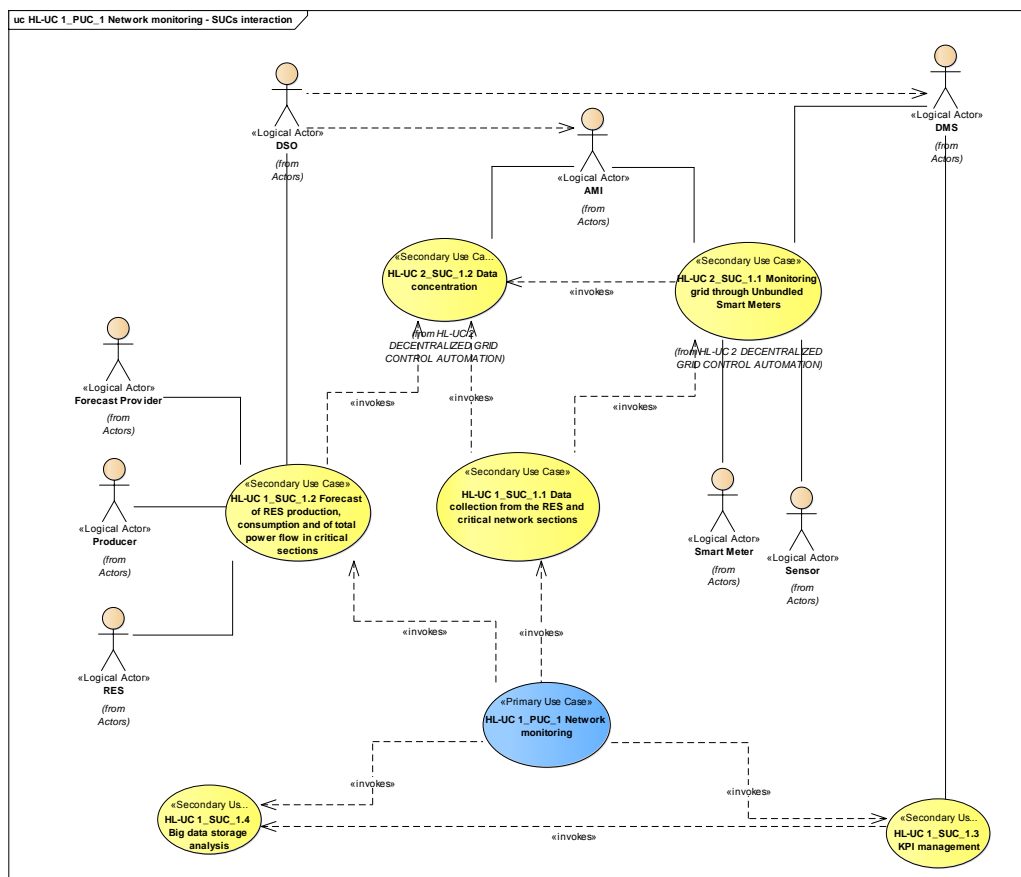 uc HL-UC 1_PUC_1 Network monitoring - SUCs interaction
«Logical Actor»
DSO
(from
Actors)
«Logical Actor»
DMS
(from
Actors)
«Logical Actor»
AMI
(from
Actors)
«Secondary Use Ca...
HL-UC 2_SUC_1.2 Data
concentration
(from HL-UC 2
DECENTRALIZED GRID
CONTROL AUTOMATION)
«invokes»
«Secondary Use Case»
HL-UC 2_SUC_1.1 Monitoring
grid through Unbundled
Smart Meters
(from HL-UC 2 DECENTRALIZED
GRID CONTROL AUTOMATION)
«Logical Actor»
Forecast Provider
(from
Actors)
«invokes»
«invokes»
«invokes»
«Logical Actor»
Producer
(from
Actors)
«Secondary Use Case»
HL-UC 1_SUC_1.2 Forecast
of RES production,
consumption and of total
power flow in critical
sections
«Secondary Use Case»
HL-UC 1_SUC_1.1 Data
collection from the RES and
critical network sections
«Logical Actor»
Smart Meter
(from
Actors)
«Logical Actor»
Sensor
(from
Actors)
«Logical Actor»
RES
(from
Actors)
«invokes»
«invokes»
«Primary Use Case»
HL-UC 1_PUC_1 Network
monitoring
«invokes»
«invokes»
«Secondary Us...
HL-UC 1_SUC_1.4
Big data storage
analysis
«invokes»
«Secondary Us...
HL-UC 1_SUC_1.3
KPI management